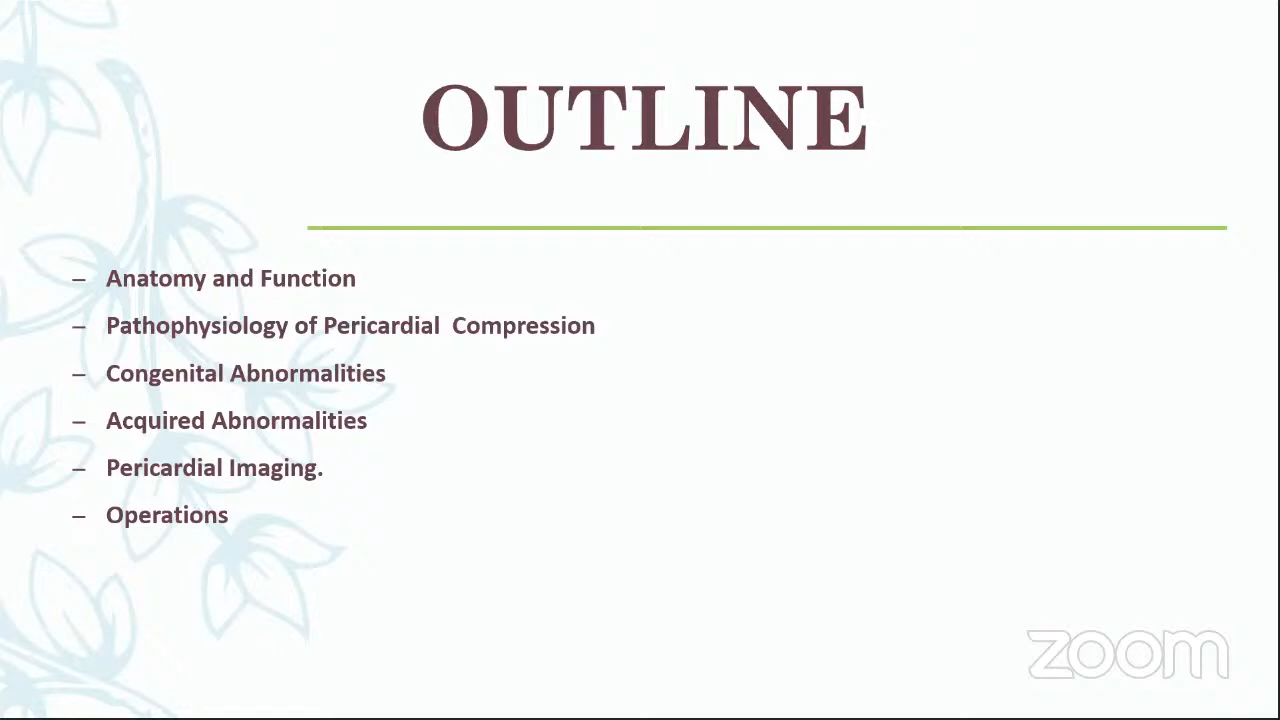 OUTLINE
– Anatomy and Function
– Pathophysiology of Pericardial  Compression
– Congenital Abnormalities
– Acquired Abnormalities
– Pericardial Imaging.
– Operations
zoom